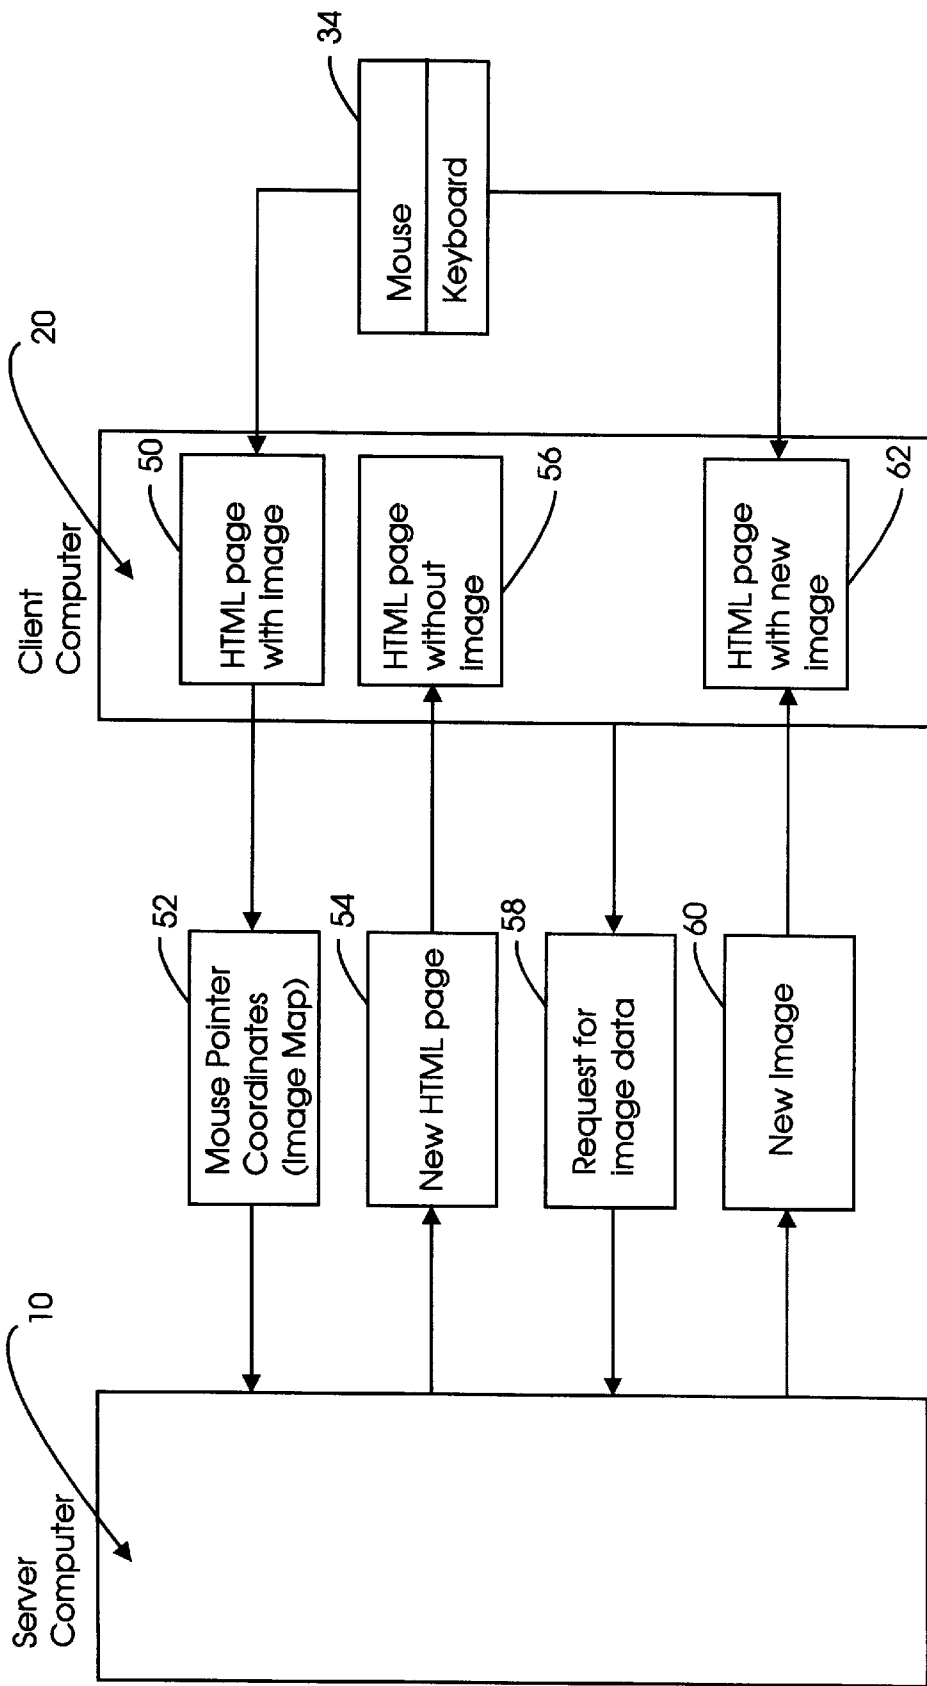 Server
Computer
10
Client
Computer
20
34
Mouse
Keyboard
50
HTML page
with image
52
Mouse Pointer
Coordinates
(Image Map)
54
New HTML page
56
HTML page
without
image
58
Request for
image data
60
New Image
62
HTML page
with new
image